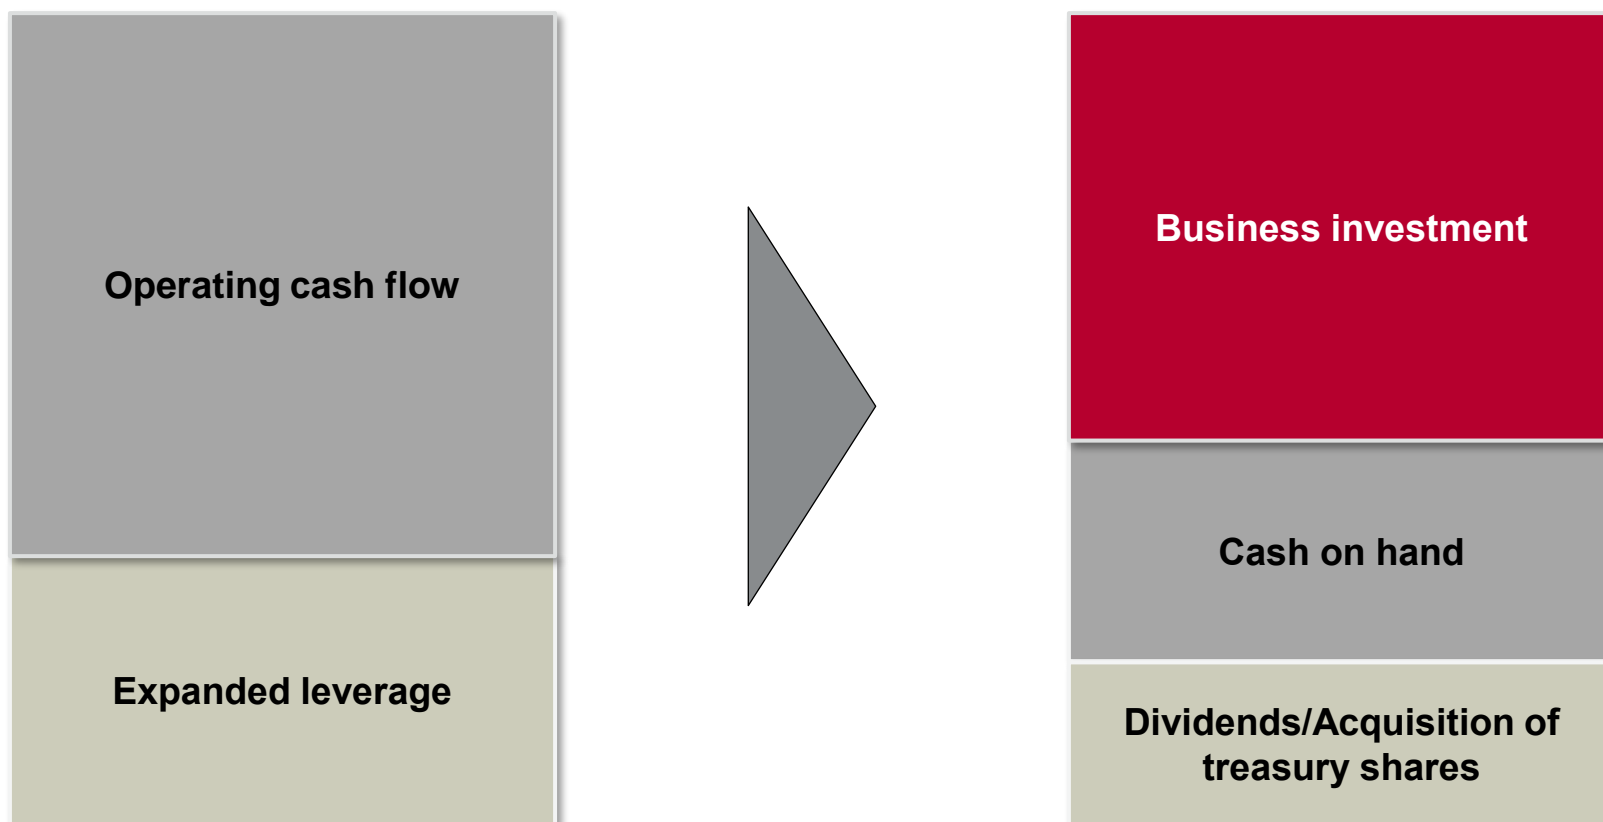 Operating cash flow
Expanded leverage
Business investment
Cash on hand
Dividends/Acquisition of
treasury shares